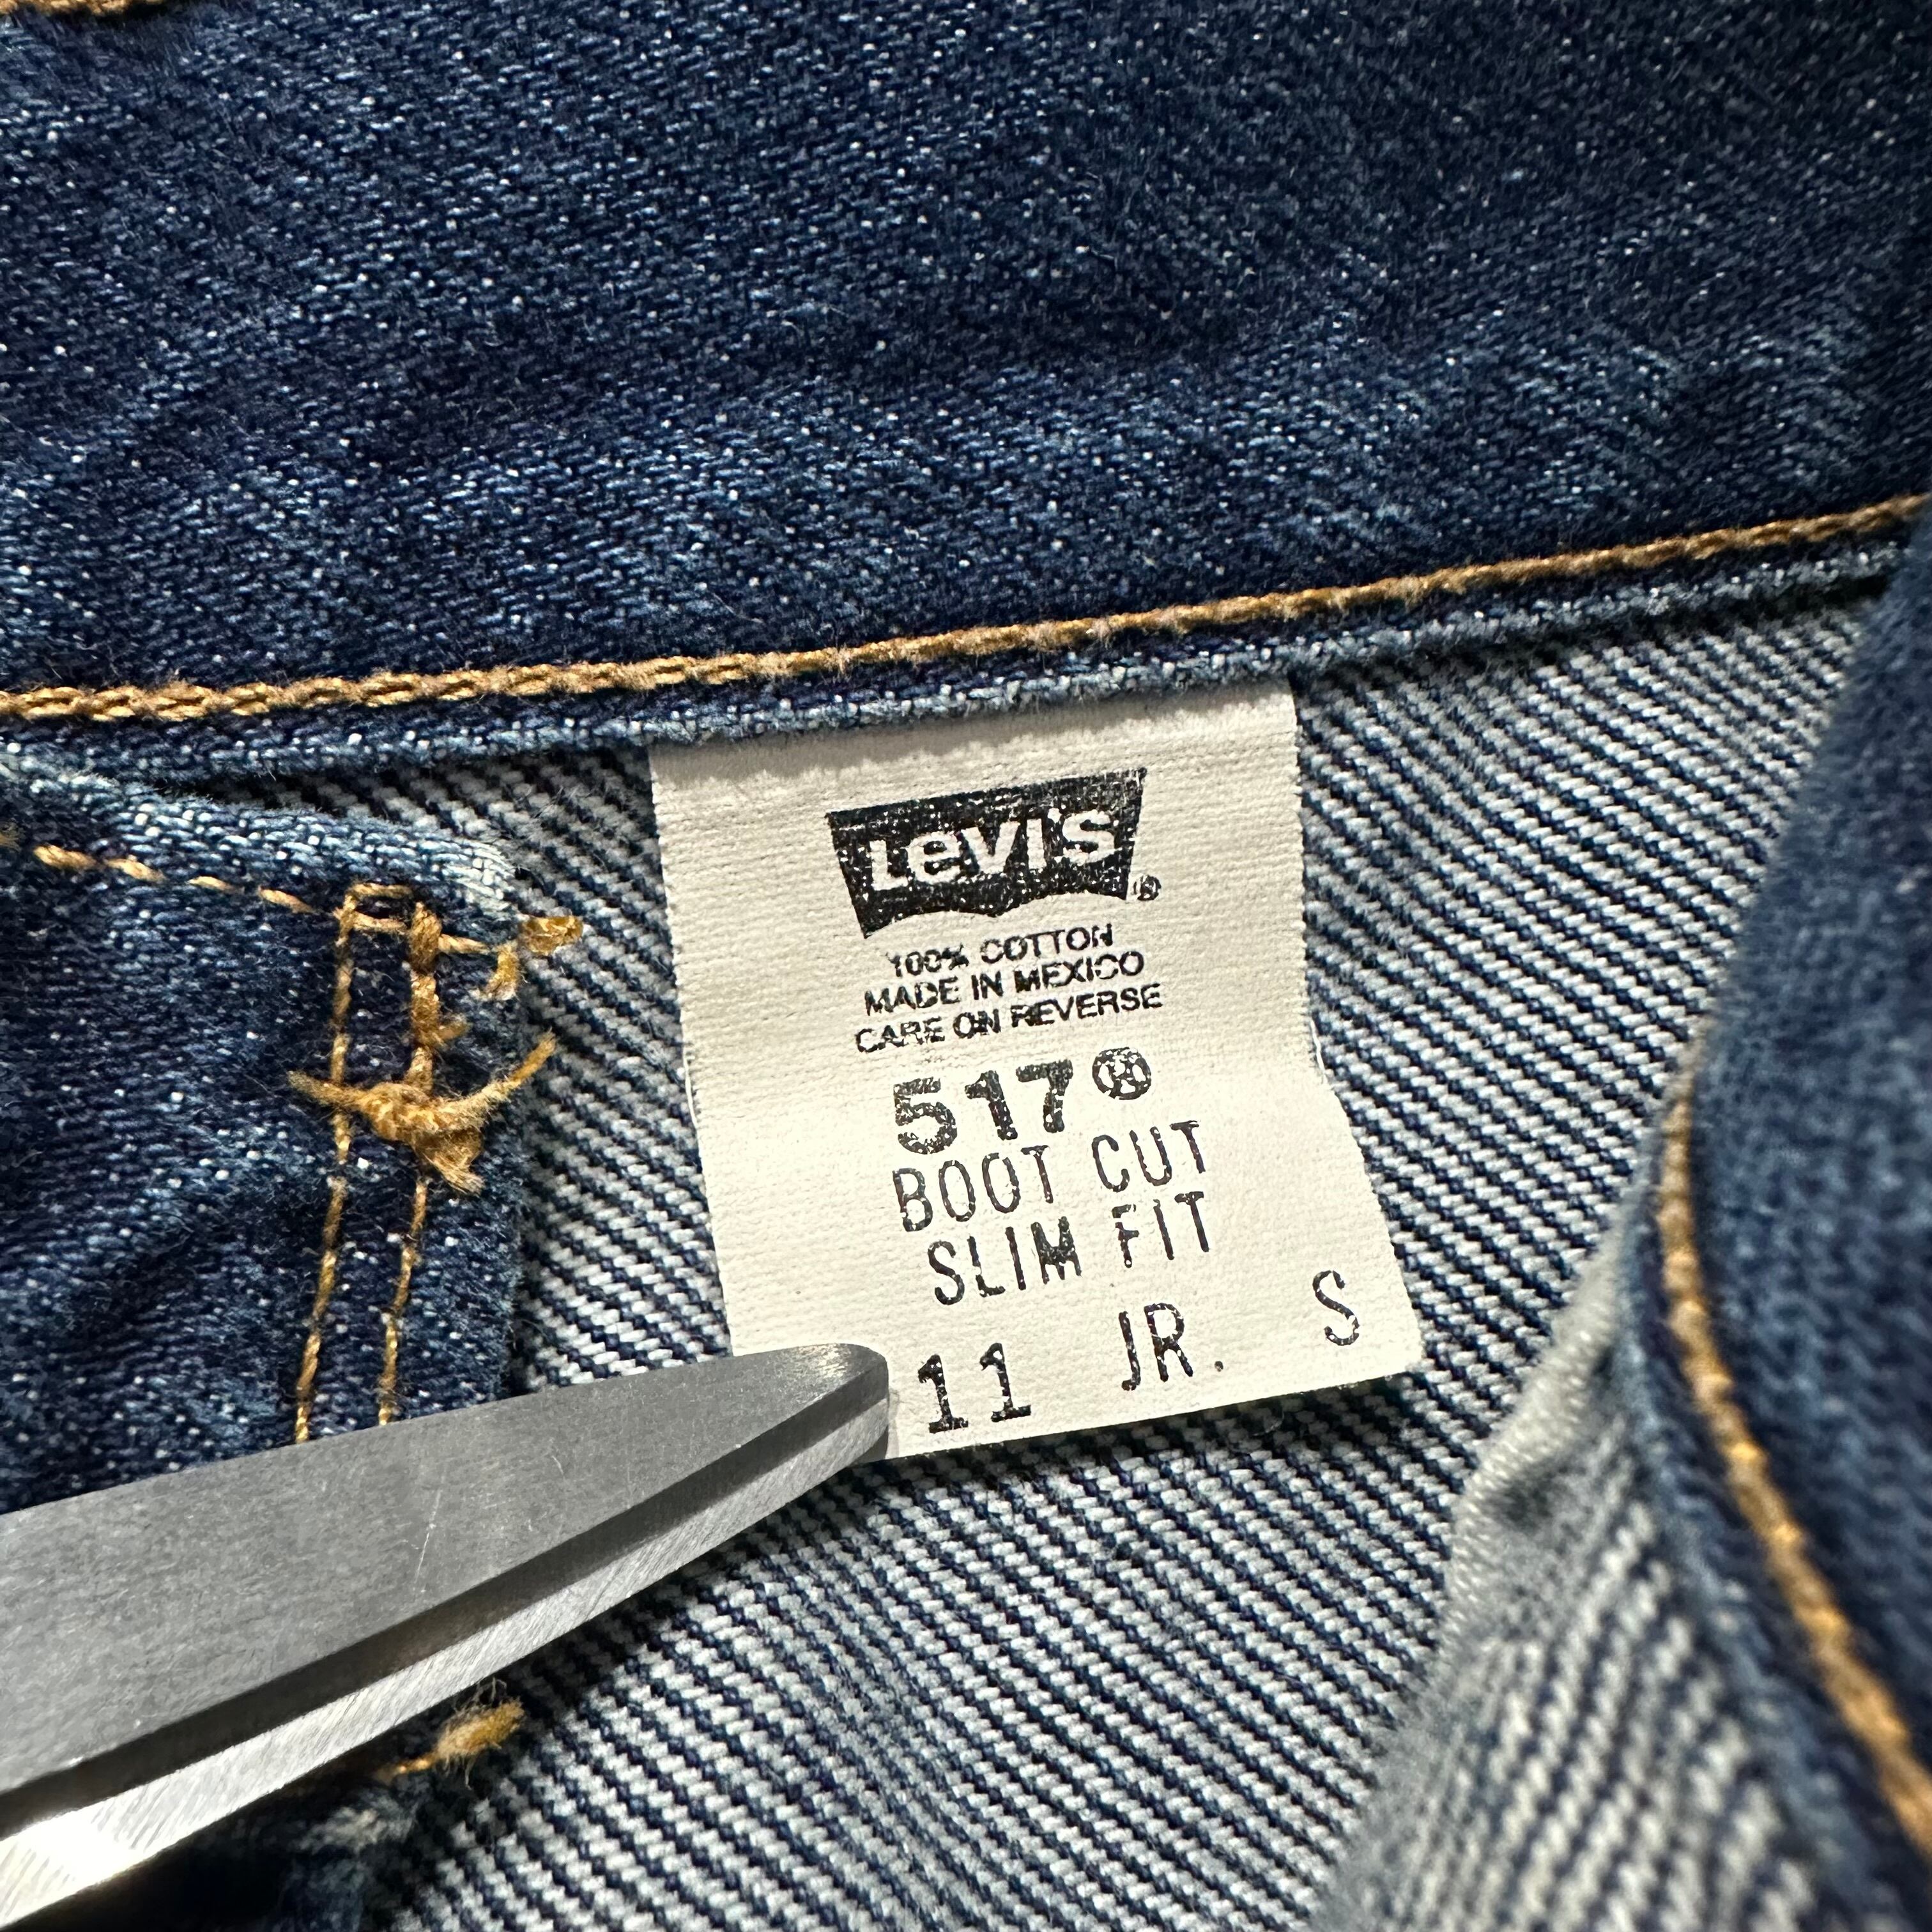 Levi's ®
100% COTTON
MADE IN MEXICO
CARE ON REVERSE
517®
BOOT CUT
SLIM FIT
11 JR. S